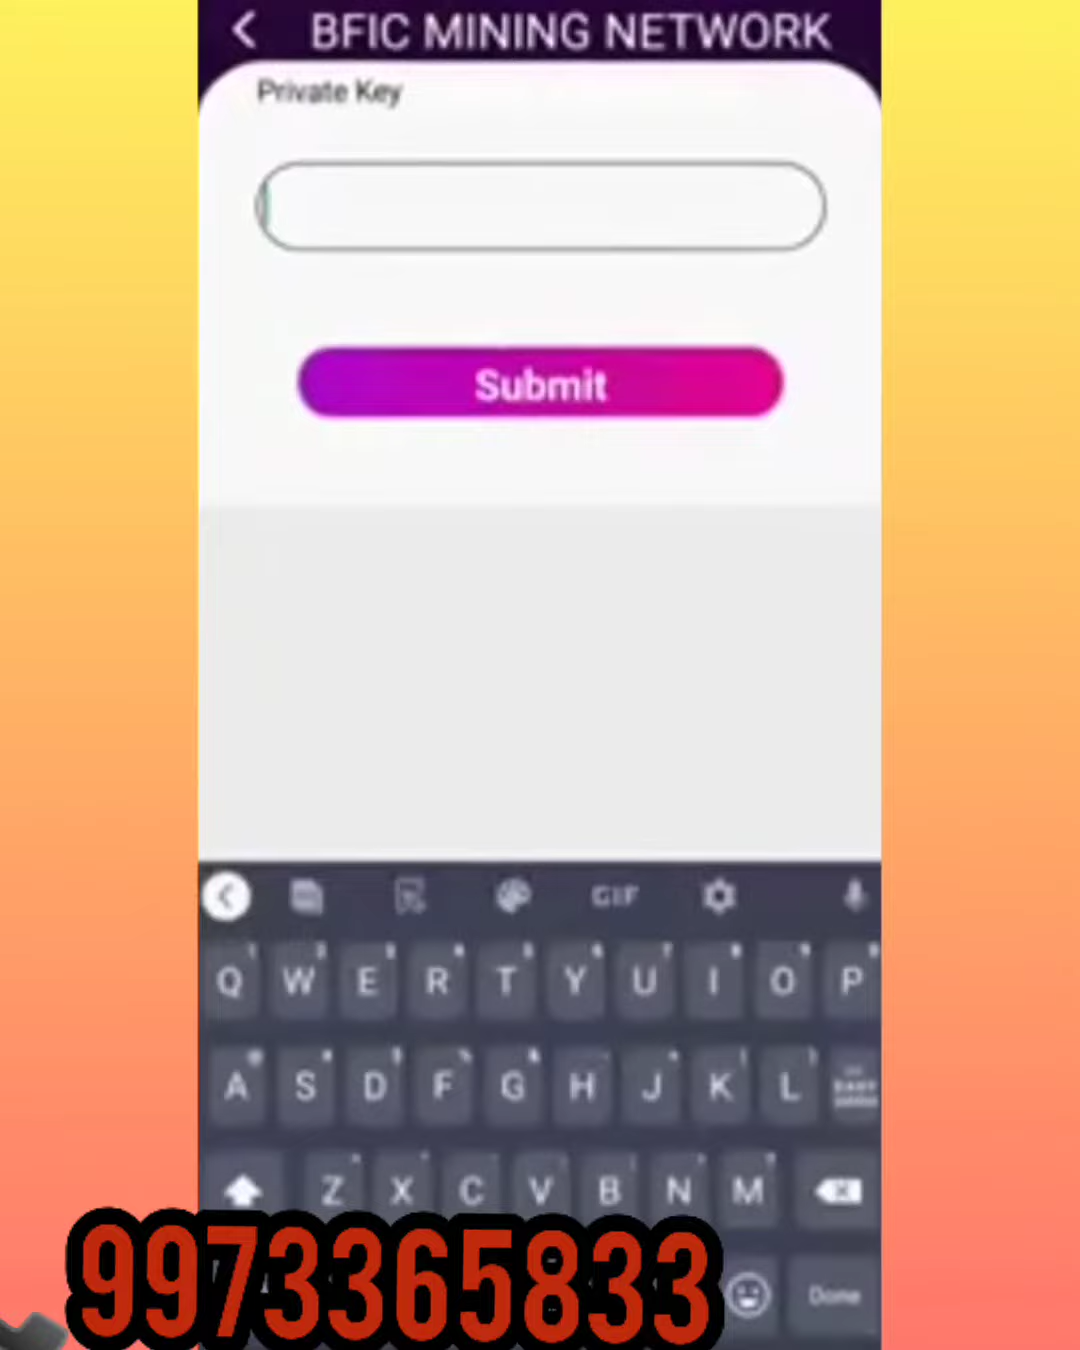 BFIC MINING NETWORK
Private Key
Submit
GIF
Q W E R T Y U I O P
A S D F G H J K L
Z X C V B N M
9973365833
Done